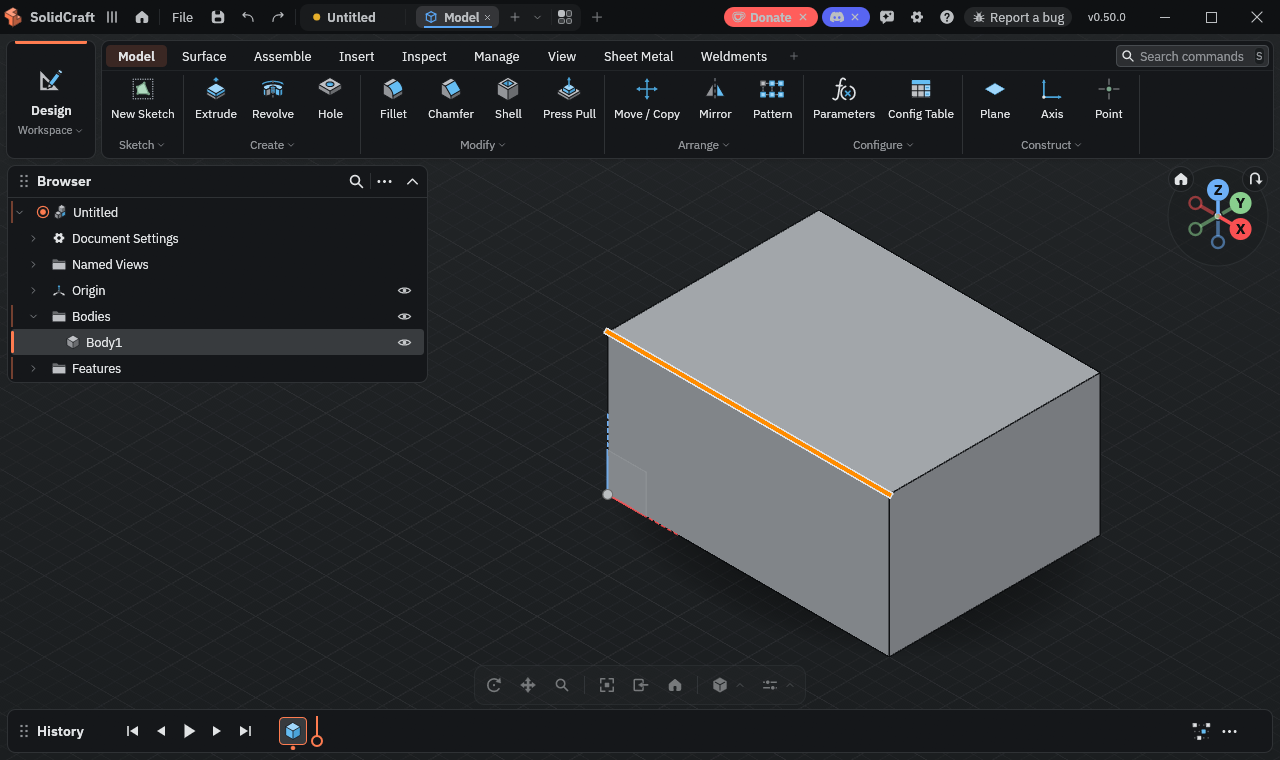 SolidCraft
File
Untitled
Model
Donate
Report a bug
v0.50.0
Design
Workspace
Model
Surface
Assemble
Insert
Inspect
Manage
View
Sheet Metal
Weldments
Search commands
S
New Sketch
Extrude
Revolve
Hole
Fillet
Chamfer
Shell
Press Pull
Move / Copy
Mirror
Pattern
Parameters
Config Table
Plane
Axis
Point
Sketch
Create
Modify
Arrange
Configure
Construct
Browser
Untitled
Document Settings
Named Views
Origin
Bodies
Body1
Features
Z
Y
X
History